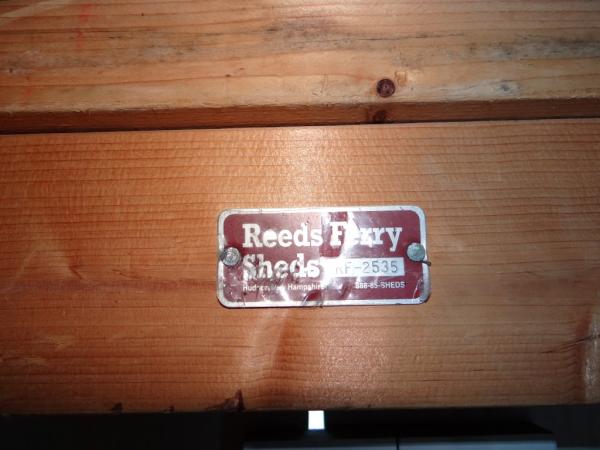 Reeds Ferry
Sheds RF-2535
Hudson, New Hampshire 888-85-SHEDS